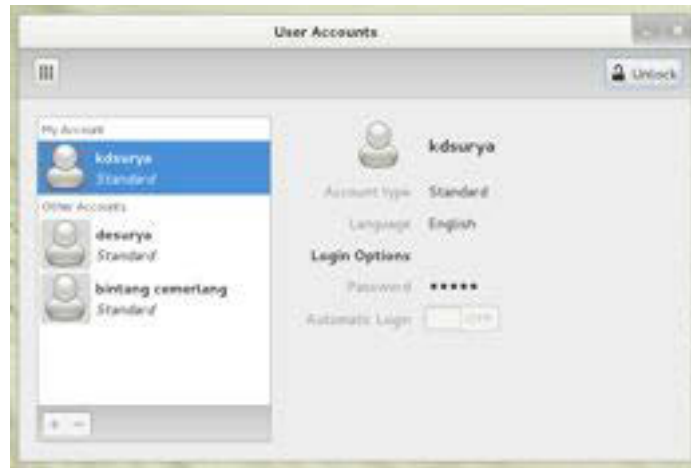 User Accounts
Unlock
My Account
kdsurya
Standard
Other Accounts
desurya
Standard
bintang cemerlang
Standard
kdsurya
Account type Standard
Language English
Login Options
Password •••••
Automatic Login OFF
+ −